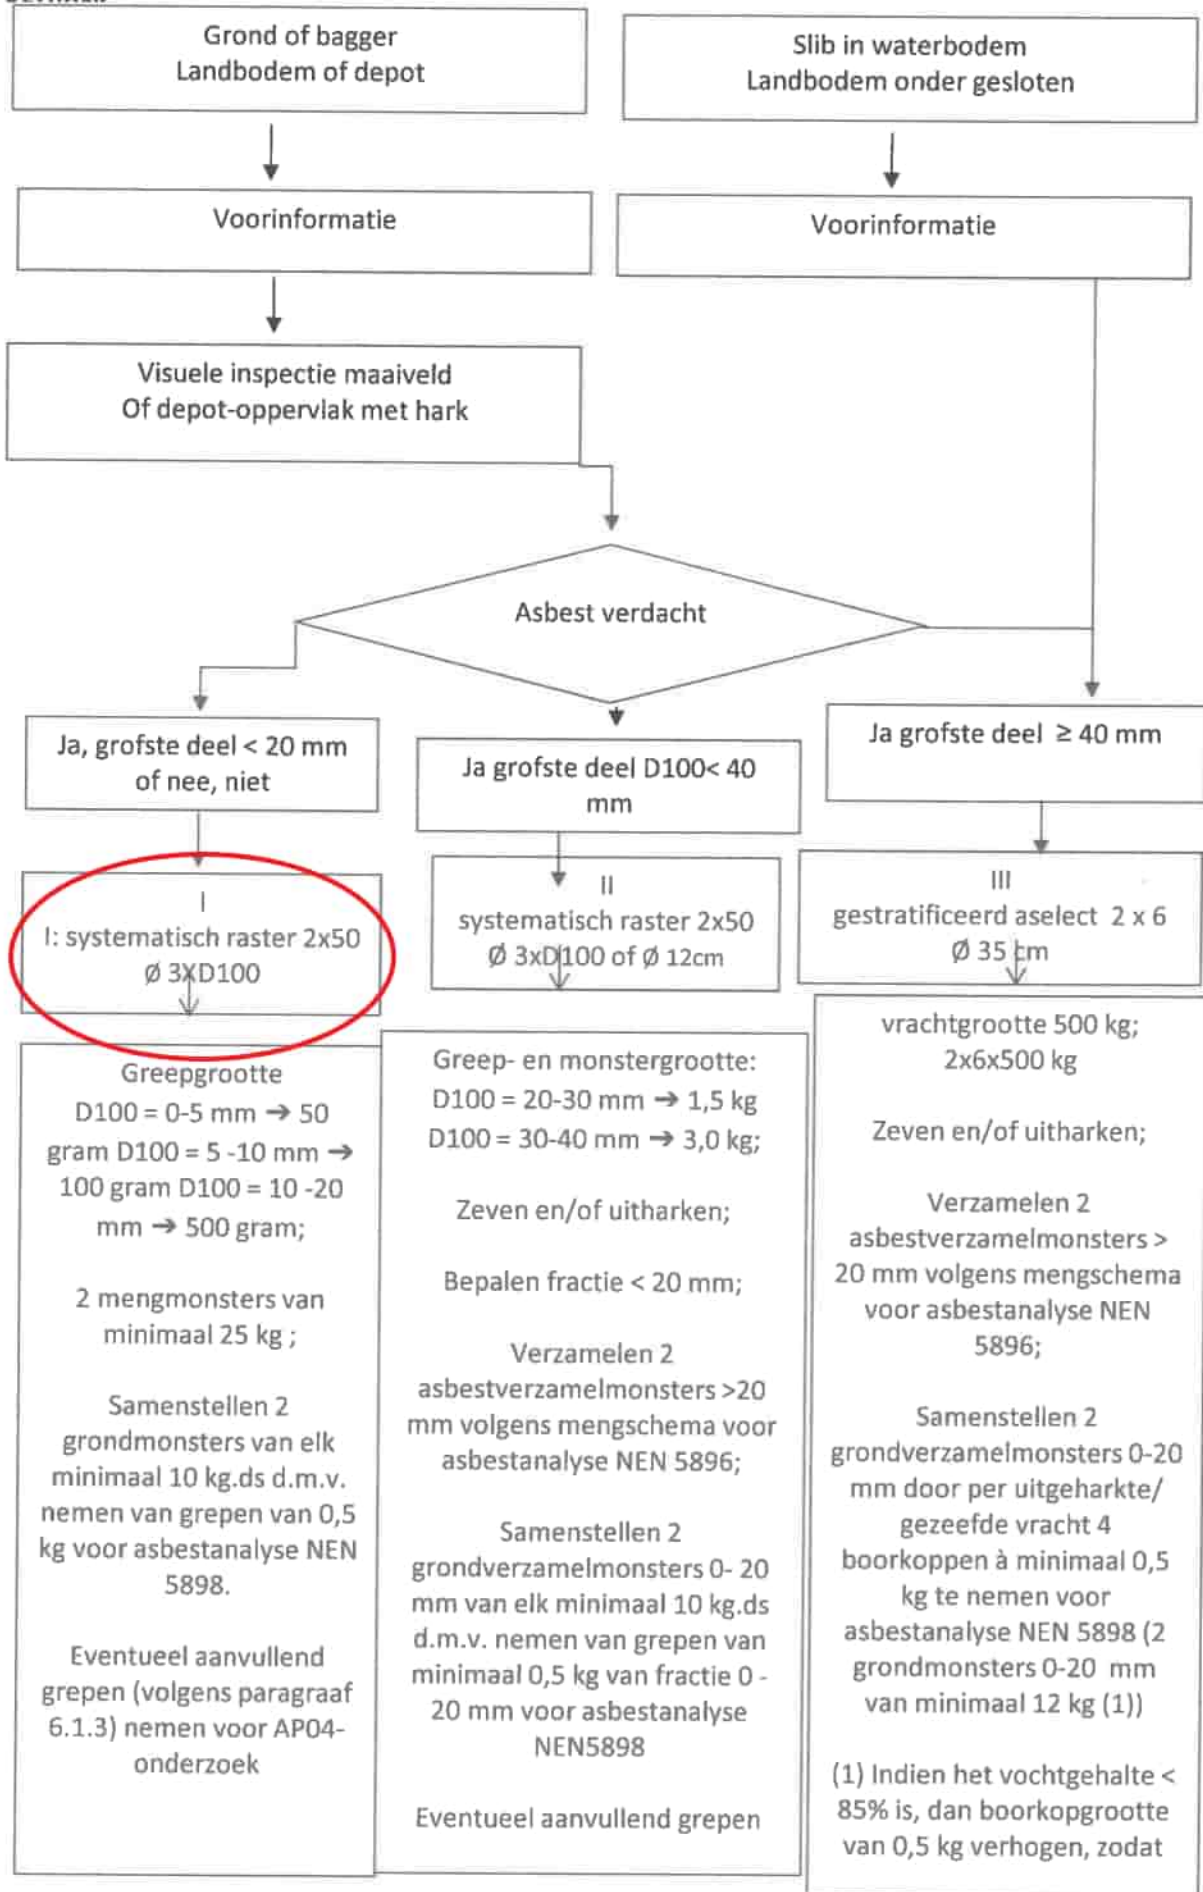 Grond of bagger
Landbodem of depot
Slib in waterbodem
Landbodem onder gesloten
Voorinformatie
Voorinformatie
Visuele inspectie maaiveld
Of depot-oppervlak met hark
Asbest verdacht
Ja, grofste deel < 20 mm
of nee, niet
Ja grofste deel D100< 40
mm
Ja grofste deel ≥ 40 mm
I
I: systematisch raster 2x50
Ø 3XD100
II
systematisch raster 2x50
Ø 3xD100 of Ø 12cm
III
gestratificeerd aselect 2 x 6
Ø 35 cm
Greepgrootte
D100 = 0-5 mm → 50
gram D100 = 5 -10 mm →
100 gram D100 = 10 -20
mm → 500 gram;
2 mengmonsters van
minimaal 25 kg ;
Samenstellen 2
grondmonsters van elk
minimaal 10 kg.ds d.m.v.
nemen van grepen van 0,5
kg voor asbestanalyse NEN
5898.
Eventueel aanvullend
grepen (volgens paragraaf
6.1.3) nemen voor AP04-
onderzoek
Greep- en monstergrootte:
D100 = 20-30 mm → 1,5 kg
D100 = 30-40 mm → 3,0 kg;
Zeven en/of uitharken;
Bepalen fractie < 20 mm;
Verzamelen 2
asbestverzamelmonsters >20
mm volgens mengschema voor
asbestanalyse NEN 5896;
Samenstellen 2
grondverzamelmonsters 0- 20
mm van elk minimaal 10 kg.ds
d.m.v. nemen van grepen van
minimaal 0,5 kg van fractie 0 -
20 mm voor asbestanalyse
NEN5898
Eventueel aanvullend grepen
vrachtgrootte 500 kg;
2x6x500 kg
Zeven en/of uitharken;
Verzamelen 2
asbestverzamelmonsters >
20 mm volgens mengschema
voor asbestanalyse NEN
5896;
Samenstellen 2
grondverzamelmonsters 0-20
mm door per uitgeharkte/
gezeefde vracht 4
boorkoppen à minimaal 0,5
kg te nemen voor
asbestanalyse NEN 5898 (2
grondmonsters 0-20 mm
van minimaal 12 kg (1))
(1) Indien het vochtgehalte <
85% is, dan boorkopgrootte
van 0,5 kg verhogen, zodat